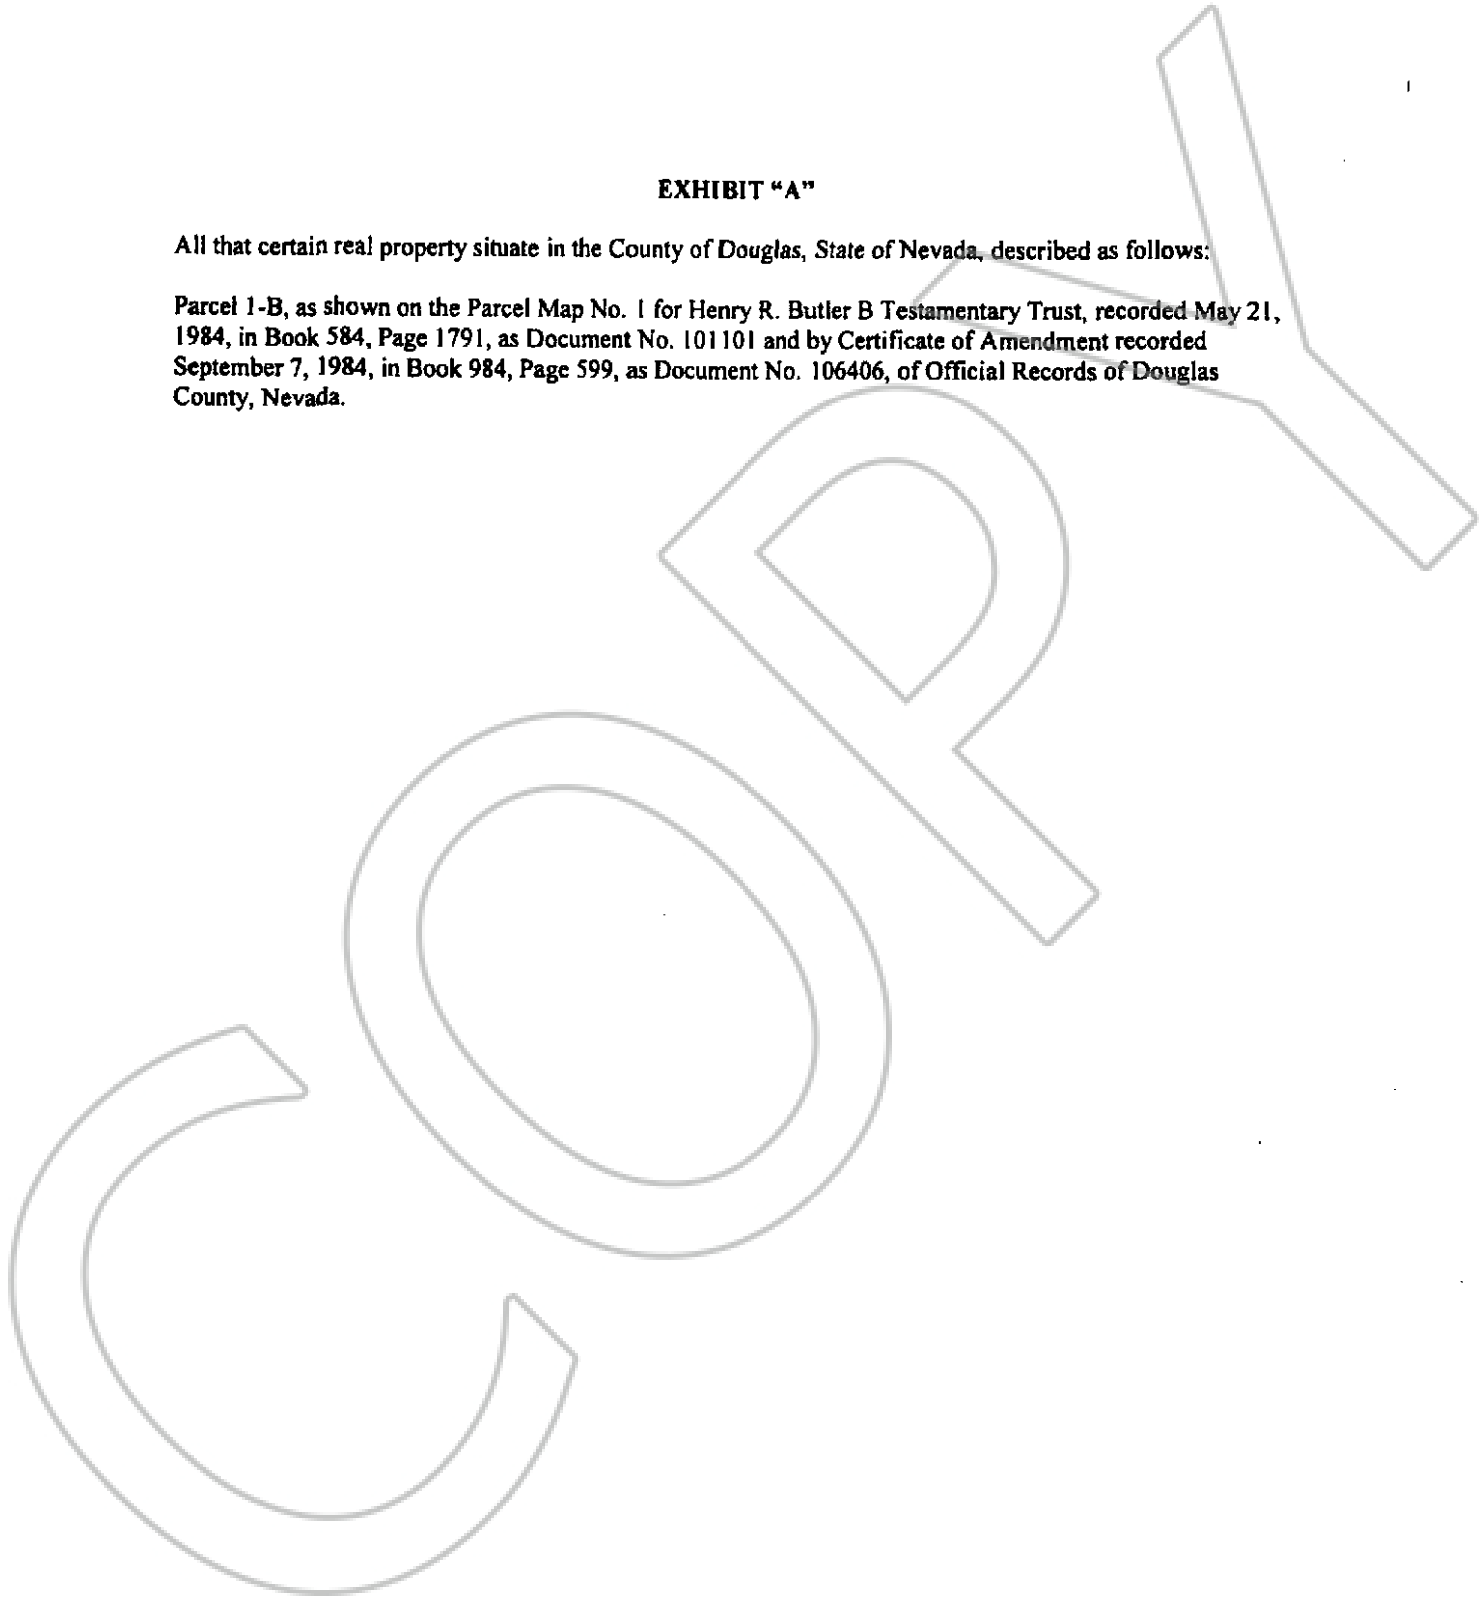 EXHIBIT “A”
All that certain real property situate in the County of Douglas, State of Nevada, described as follows:
Parcel 1-B, as shown on the Parcel Map No. 1 for Henry R. Butler B Testamentary Trust, recorded May 21,
1984, in Book 584, Page 1791, as Document No. 101101 and by Certificate of Amendment recorded
September 7, 1984, in Book 984, Page 599, as Document No. 106406, of Official Records of Douglas
County, Nevada.
COPY